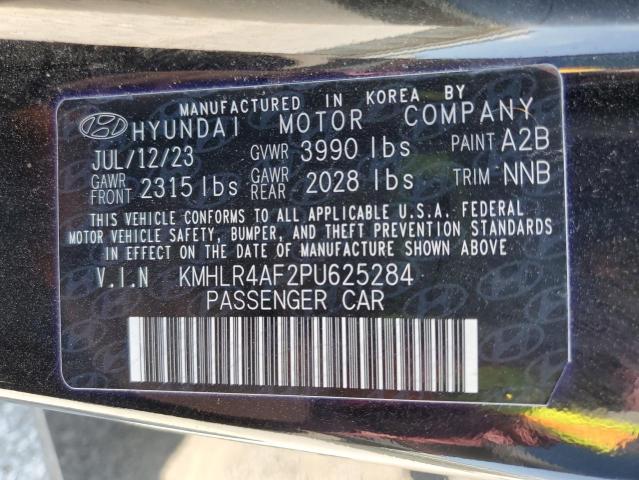 MANUFACTURED IN KOREA BY
HYUNDAI MOTOR COMPANY
JUL/12/23 GVWR 3990 lbs PAINT A2B
GAWR FRONT 2315 lbs GAWR REAR 2028 lbs TRIM NNB
THIS VEHICLE CONFORMS TO ALL APPLICABLE U.S.A. FEDERAL
MOTOR VEHICLE SAFETY, BUMPER, AND THEFT PREVENTION STANDARDS
IN EFFECT ON THE DATE OF MANUFACTURE SHOWN ABOVE.
V.I.N KMHLR4AF2PU625284
PASSENGER CAR